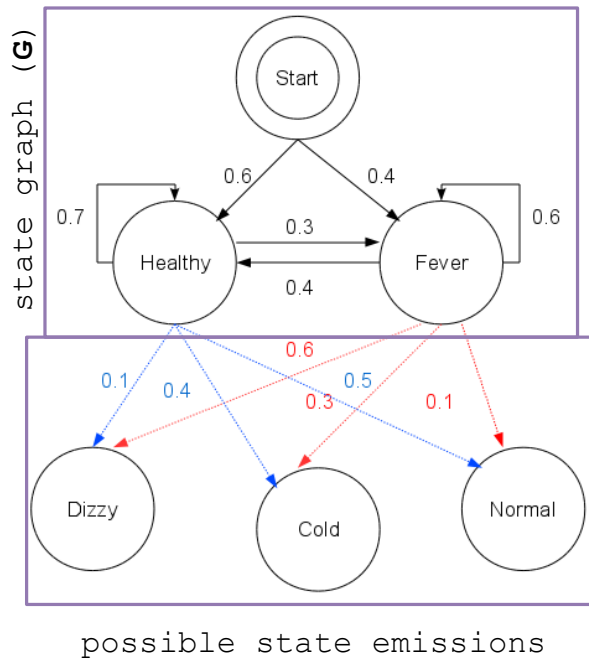 state graph (G)
Start
0.6
0.4
0.7
0.3
0.6
Healthy
Fever
0.4
0.6
0.1
0.4
0.5
0.3
0.1
Dizzy
Cold
Normal
possible state emissions